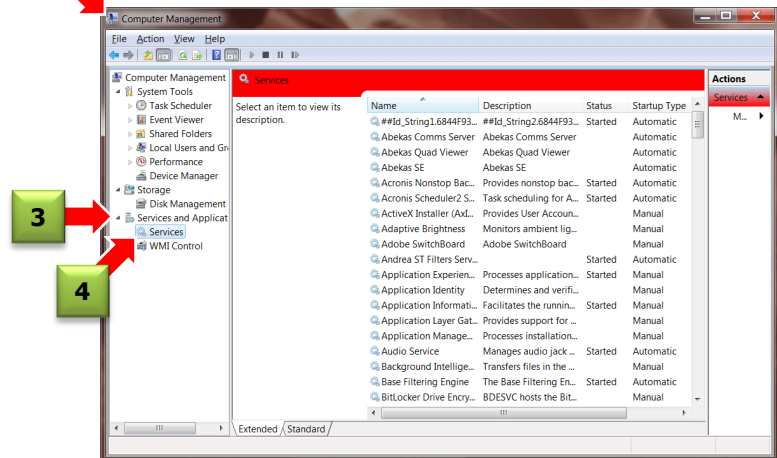 Computer Management
File Action View Help
Computer Management
System Tools
Task Scheduler
Event Viewer
Shared Folders
Local Users and Gr
Performance
Device Manager
Storage
Disk Management
Services and Applicat
Services
WMI Control
3
4
Services
Select an item to view its
description.
Name Description Status Startup Type
##Id_String1.6844F93... ##Id_String2.6844F93... Started Automatic
Abekas Comms Server Abekas Comms Server Automatic
Abekas Quad Viewer Abekas Quad Viewer Automatic
Abekas SE Abekas SE Automatic
Acronis Nonstop Bac... Provides nonstop bac... Started Automatic
Acronis Scheduler2 S... Task scheduling for A... Started Automatic
ActiveX Installer (AxI... Provides User Accoun... Manual
Adaptive Brightness Monitors ambient lig... Manual
Adobe SwitchBoard Adobe SwitchBoard Manual
Andrea ST Filters Serv... Started Automatic
Application Experien... Processes application... Started Manual
Application Identity Determines and verifi... Manual
Application Informati... Facilitates the runnin... Started Manual
Application Layer Gat... Provides support for ... Manual
Application Manage... Processes installation... Manual
Audio Service Manages audio jack ... Started Automatic
Background Intellige... Transfers files in the ... Manual
Base Filtering Engine The Base Filtering En... Started Automatic
BitLocker Drive Encry... BDESVC hosts the Bit... Manual
Extended Standard
Actions
Services
M...